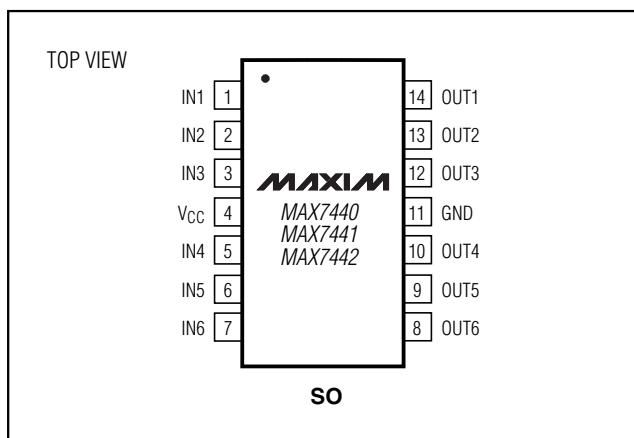 TOP VIEW
IN1 1 14 OUT1
IN2 2 13 OUT2
IN3 3 12 OUT3
MAXIM
VCC 4 MAX7440 11 GND
MAX7441
IN4 5 10 OUT4
MAX7442
IN5 6 9 OUT5
IN6 7 8 OUT6
SO